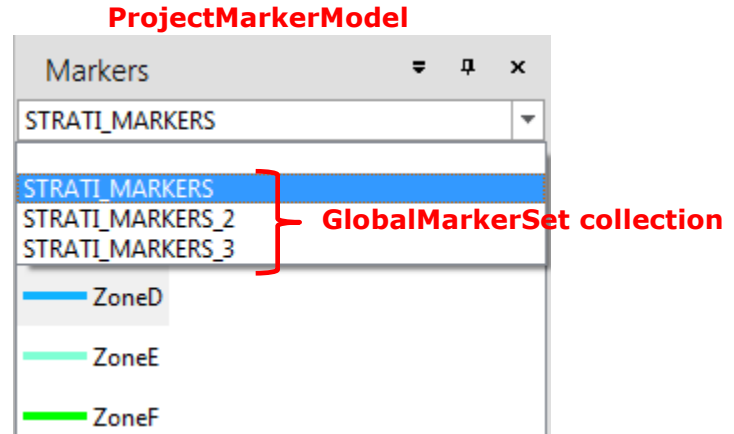 ProjectMarkerModel
Markers
STRATI_MARKERS
STRATI_MARKERS
STRATI_MARKERS_2
GlobalMarkerSet collection
STRATI_MARKERS_3
ZoneD
ZoneE
ZoneF